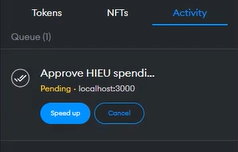 Tokens NFTs Activity
Queue (1)
Approve HIEU spendi...
Pending · localhost:3000
Speed up Cancel